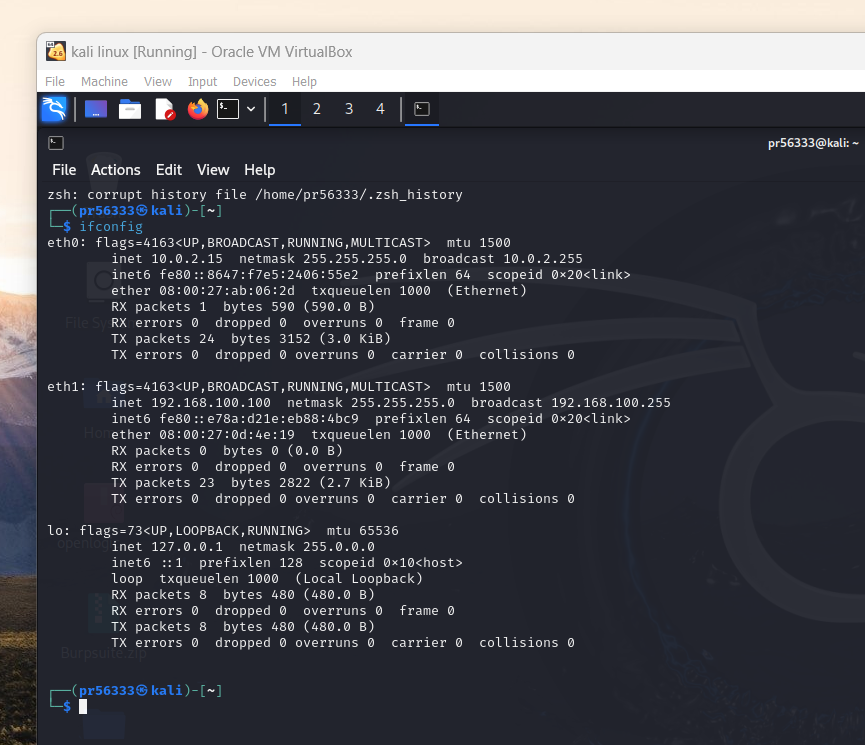 kali linux [Running] - Oracle VM VirtualBox
File Machine View Input Devices Help
1 2 3 4
pr56333@kali: ~
File Actions Edit View Help
zsh: corrupt history file /home/pr56333/.zsh_history
┌──(pr56333㉿kali)-[~]
└─$ ifconfig
eth0: flags=4163<UP,BROADCAST,RUNNING,MULTICAST>  mtu 1500
        inet 10.0.2.15  netmask 255.255.255.0  broadcast 10.0.2.255
        inet6 fe80::8647:f7e5:2406:55e2  prefixlen 64  scopeid 0×20<link>
        ether 08:00:27:ab:06:2d  txqueuelen 1000  (Ethernet)
        RX packets 1  bytes 590 (590.0 B)
        RX errors 0  dropped 0  overruns 0  frame 0
        TX packets 24  bytes 3152 (3.0 KiB)
        TX errors 0  dropped 0 overruns 0  carrier 0  collisions 0
eth1: flags=4163<UP,BROADCAST,RUNNING,MULTICAST>  mtu 1500
        inet 192.168.100.100  netmask 255.255.255.0  broadcast 192.168.100.255
        inet6 fe80::e78a:d21e:eb88:4bc9  prefixlen 64  scopeid 0×20<link>
        ether 08:00:27:0d:4e:19  txqueuelen 1000  (Ethernet)
        RX packets 0  bytes 0 (0.0 B)
        RX errors 0  dropped 0  overruns 0  frame 0
        TX packets 23  bytes 2822 (2.7 KiB)
        TX errors 0  dropped 0 overruns 0  carrier 0  collisions 0
lo: flags=73<UP,LOOPBACK,RUNNING>  mtu 65536
        inet 127.0.0.1  netmask 255.0.0.0
        inet6 ::1  prefixlen 128  scopeid 0×10<host>
        loop  txqueuelen 1000  (Local Loopback)
        RX packets 8  bytes 480 (480.0 B)
        RX errors 0  dropped 0  overruns 0  frame 0
        TX packets 8  bytes 480 (480.0 B)
        TX errors 0  dropped 0 overruns 0  carrier 0  collisions 0
Burpsuite.zip
┌──(pr56333㉿kali)-[~]
└─$